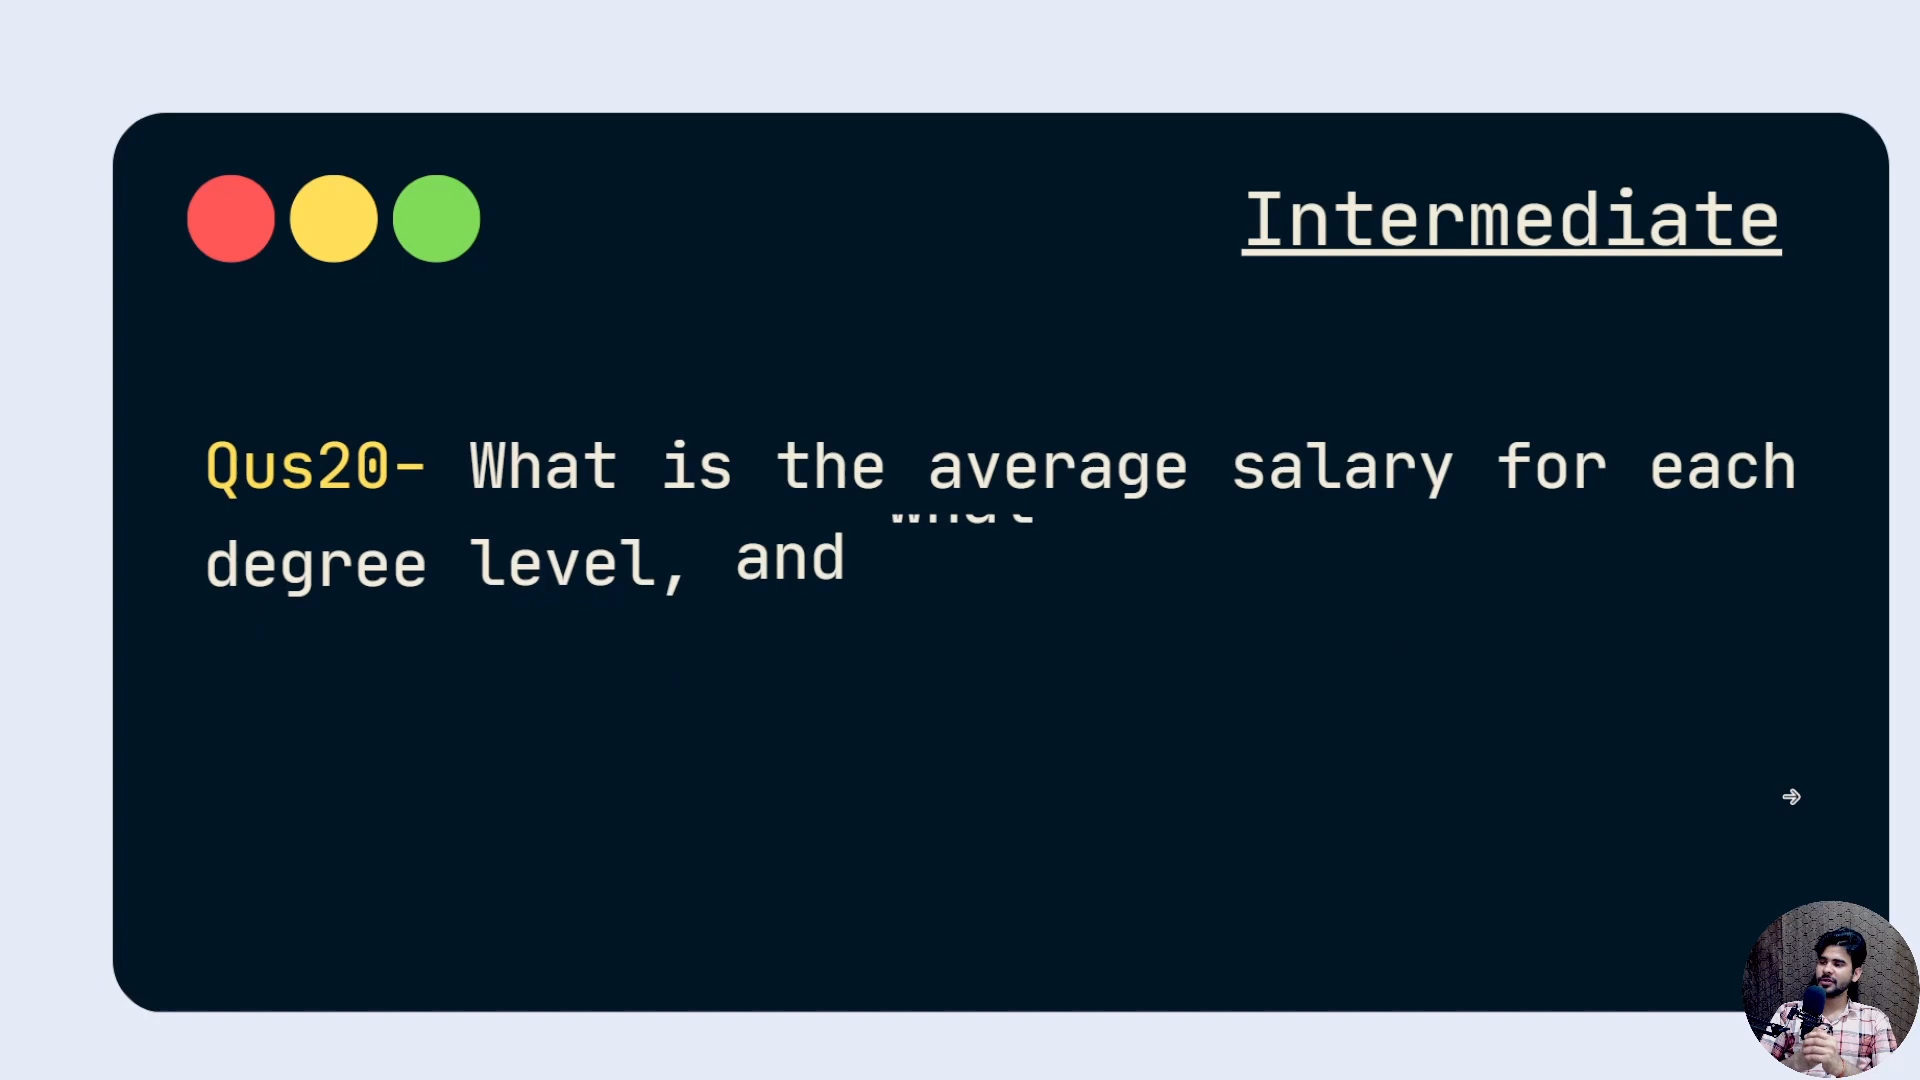 Intermediate
Qus20- What is the average salary for each
degree level, and